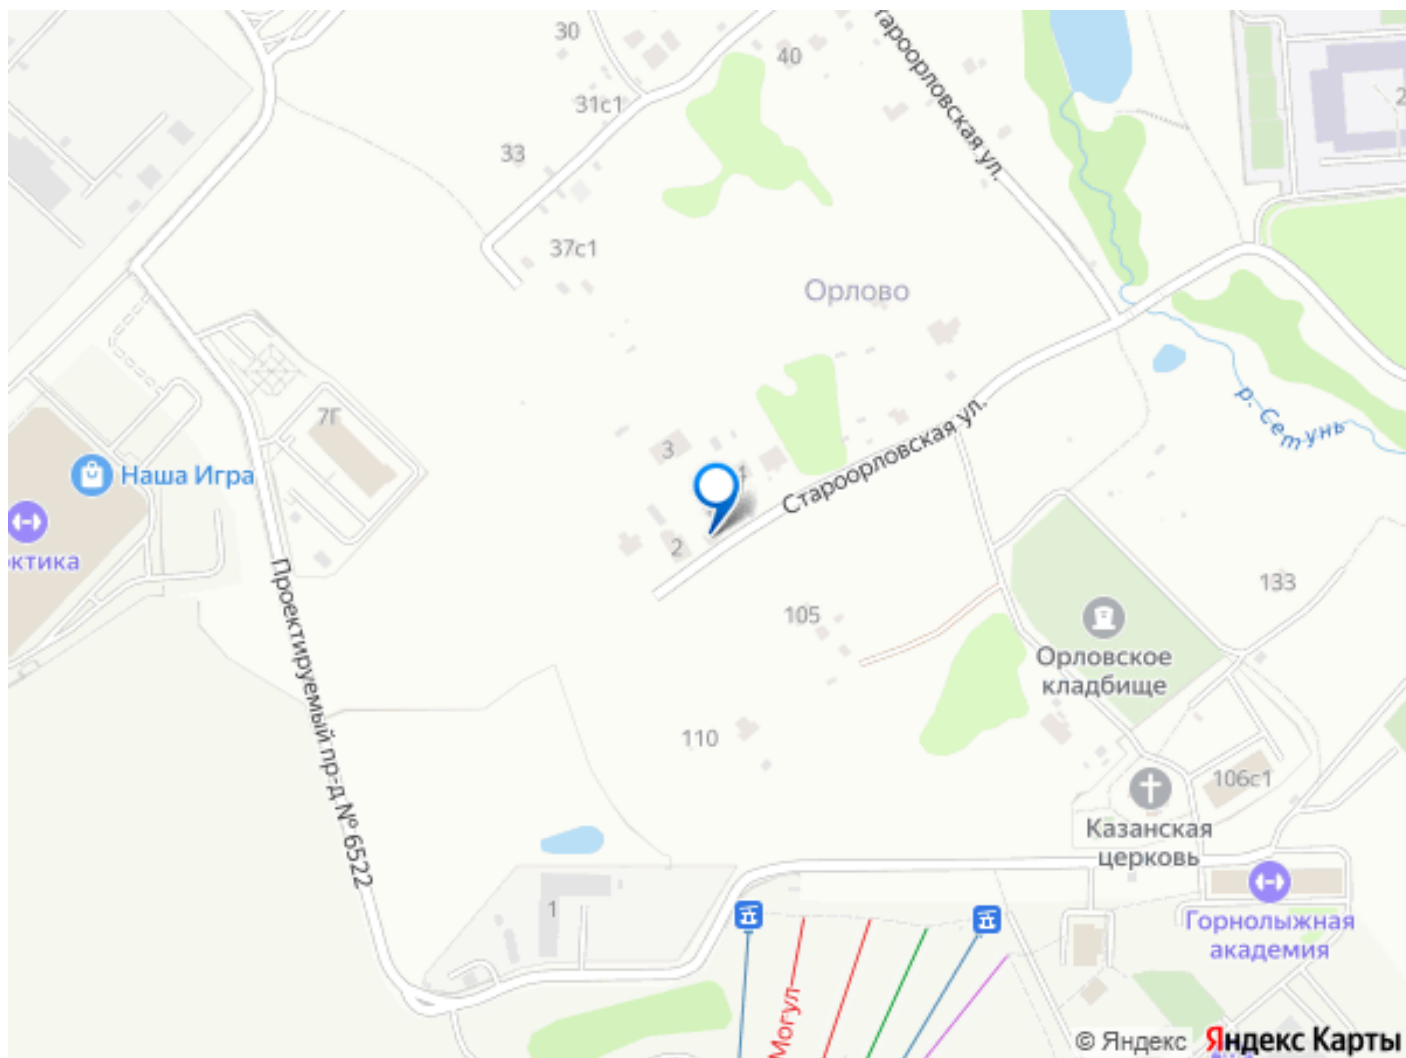 30
40
Староорловская ул.
31с1
33
37с1
Орлово
7Г
3
Наша Игра
р. Сетунь
Староорловская ул.
2
Проектируемый пр-д № 6522
105
133
Орловское
кладбище
110
106с1
Казанская
церковь
1
Горнолыжная
академия
Могул
© Яндекс Яндекс Карты